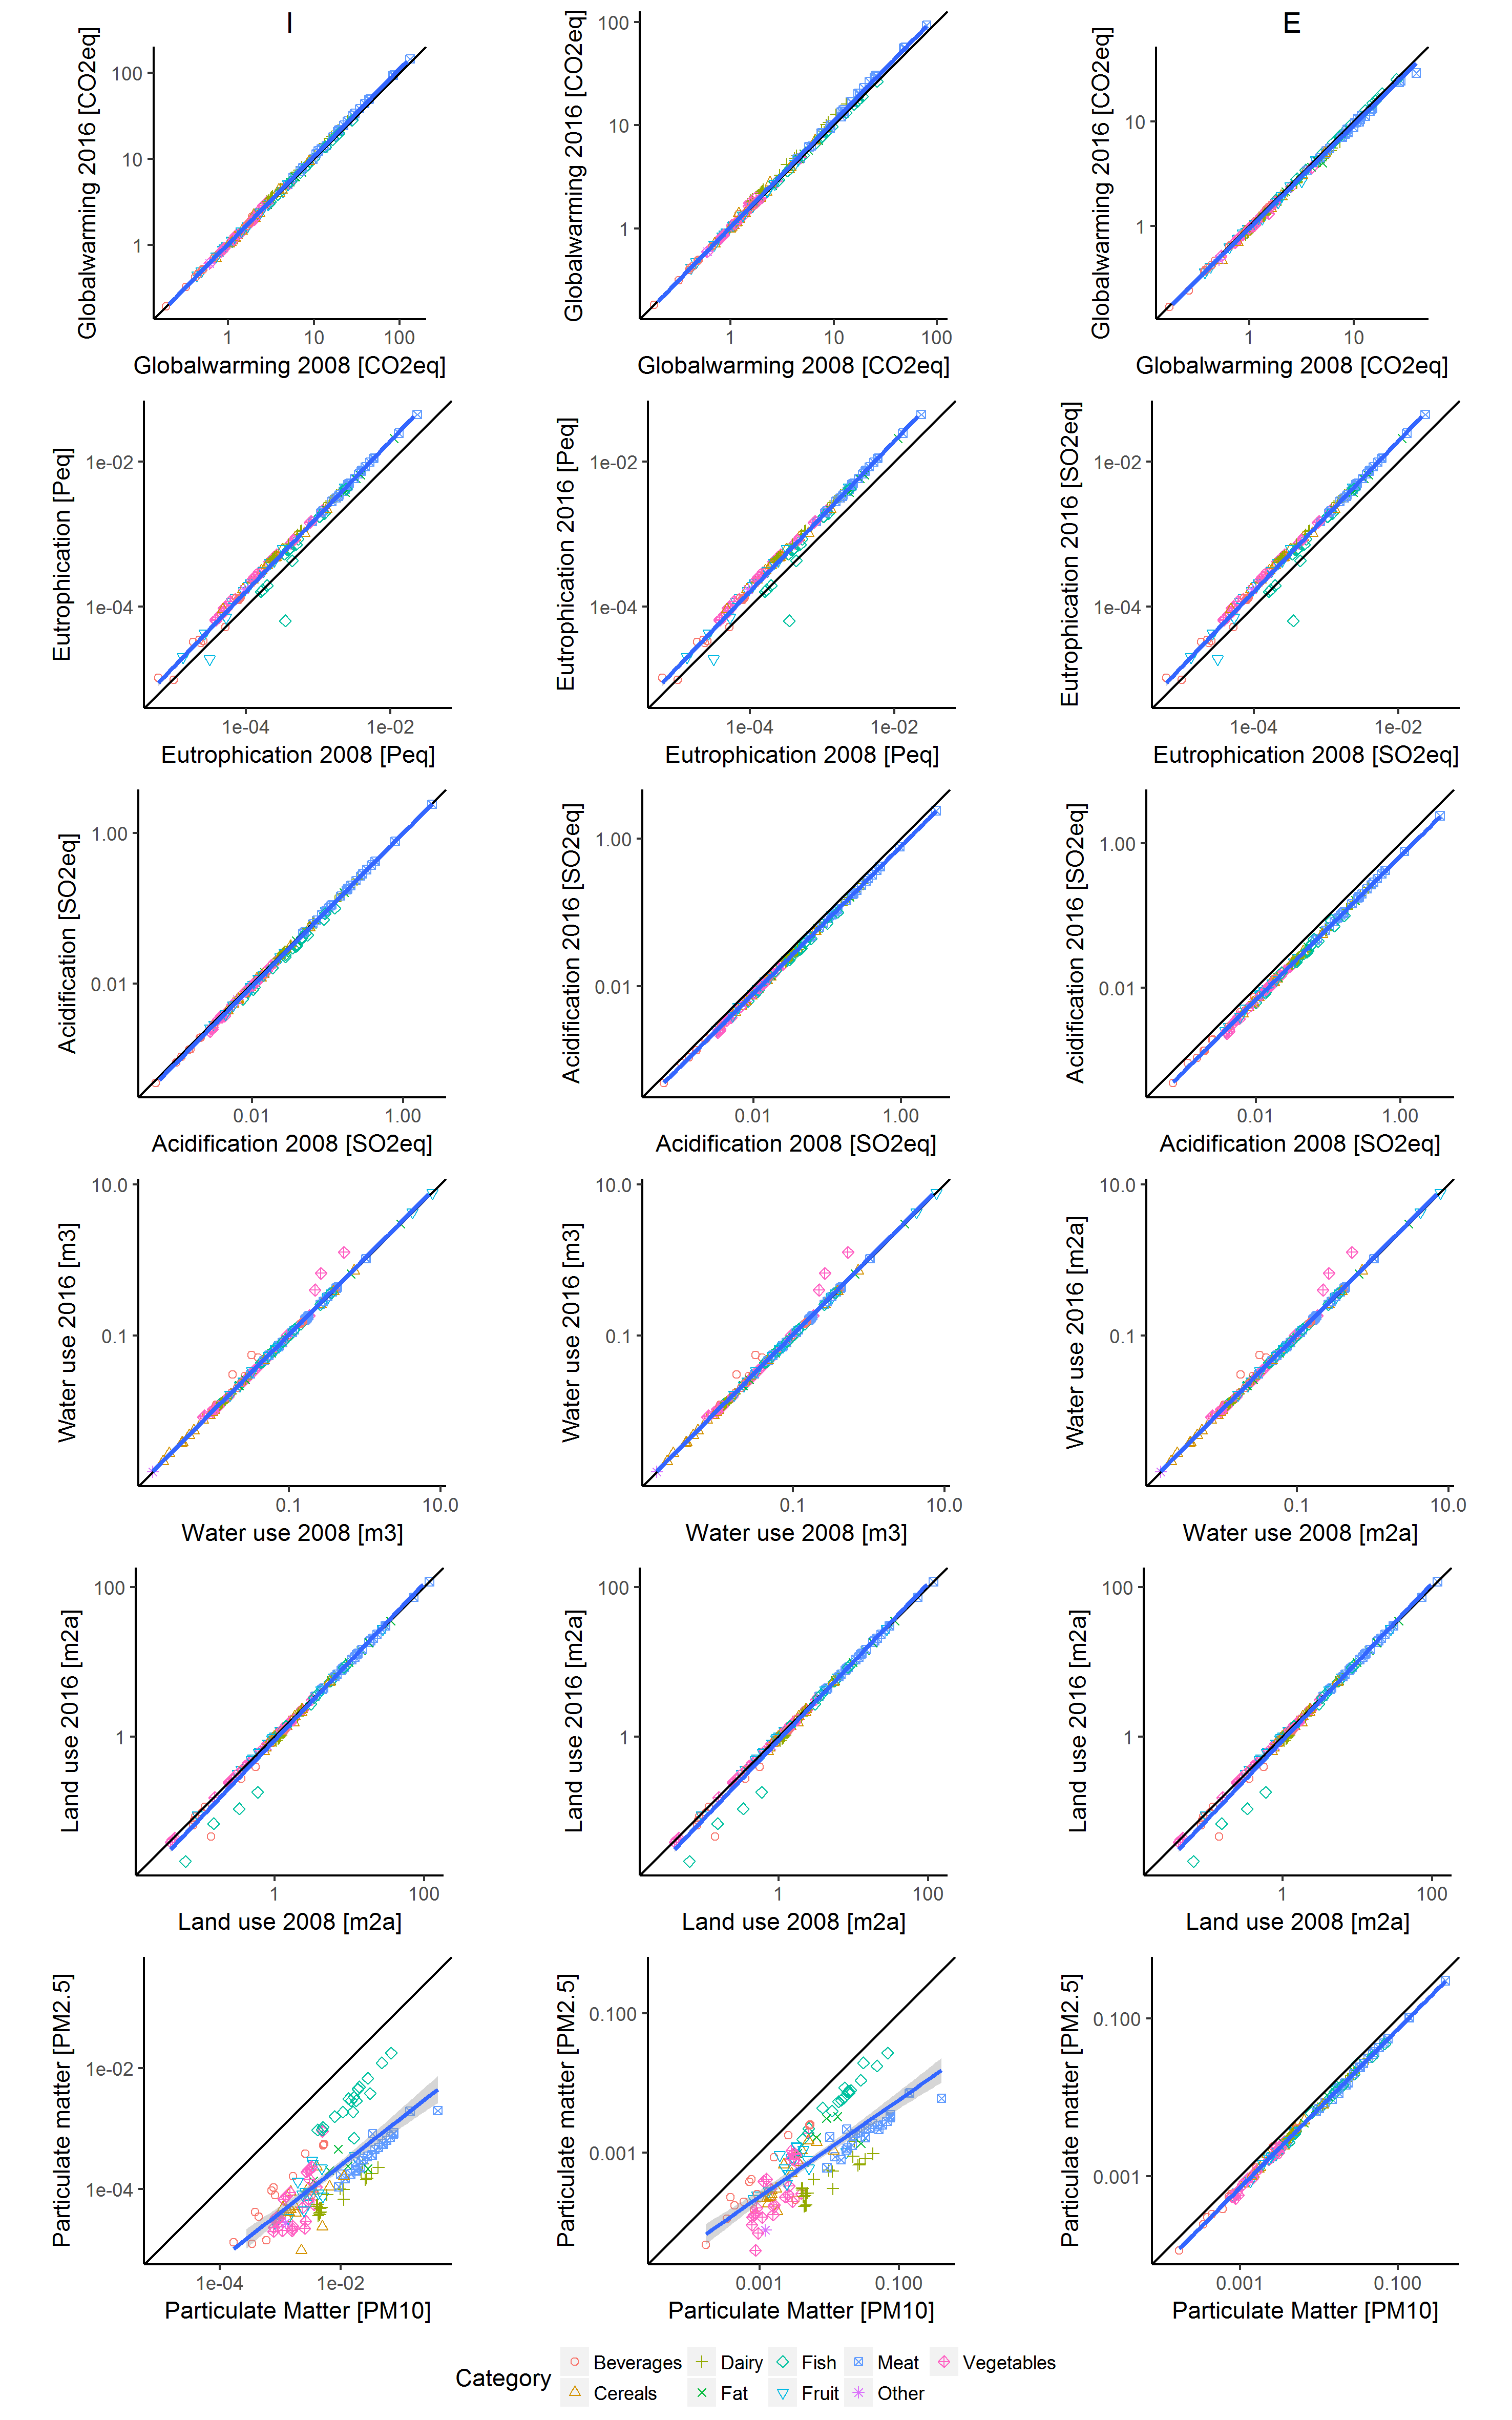 I
E
Globalwarming 2016 [CO2eq]
100
10
1
1
10
100
Globalwarming 2008 [CO2eq]
Globalwarming 2016 [CO2eq]
100
10
1
1
10
100
Globalwarming 2008 [CO2eq]
Globalwarming 2016 [CO2eq]
10
1
1
10
Globalwarming 2008 [CO2eq]
Eutrophication [Peq]
1e-02
1e-04
1e-04
1e-02
Eutrophication 2008 [Peq]
Eutrophication 2016 [Peq]
1e-02
1e-04
1e-04
1e-02
Eutrophication 2008 [Peq]
Eutrophication 2016 [SO2eq]
1e-02
1e-04
1e-04
1e-02
Eutrophication 2008 [SO2eq]
Acidification [SO2eq]
1.00
0.01
0.01
1.00
Acidification 2008 [SO2eq]
Acidification 2016 [SO2eq]
1.00
0.01
0.01
1.00
Acidification 2008 [SO2eq]
Acidification 2016 [SO2eq]
1.00
0.01
0.01
1.00
Acidification 2008 [SO2eq]
Water use 2016 [m3]
10.0
0.1
0.1
10.0
Water use 2008 [m3]
Water use 2016 [m3]
10.0
0.1
0.1
10.0
Water use 2008 [m3]
Water use 2016 [m2a]
10.0
0.1
0.1
10.0
Water use 2008 [m2a]
Land use 2016 [m2a]
100
1
1
100
Land use 2008 [m2a]
Land use 2016 [m2a]
100
1
1
100
Land use 2008 [m2a]
Land use 2016 [m2a]
100
1
1
100
Land use 2008 [m2a]
Particulate matter [PM2.5]
1e-02
1e-04
1e-04
1e-02
Particulate Matter [PM10]
Particulate matter [PM2.5]
0.100
0.001
0.001
0.100
Particulate Matter [PM10]
Particulate matter [PM2.5]
0.100
0.001
0.001
0.100
Particulate Matter [PM10]
Category
Beverages Dairy Fish Meat Vegetables
Cereals Fat Fruit Other